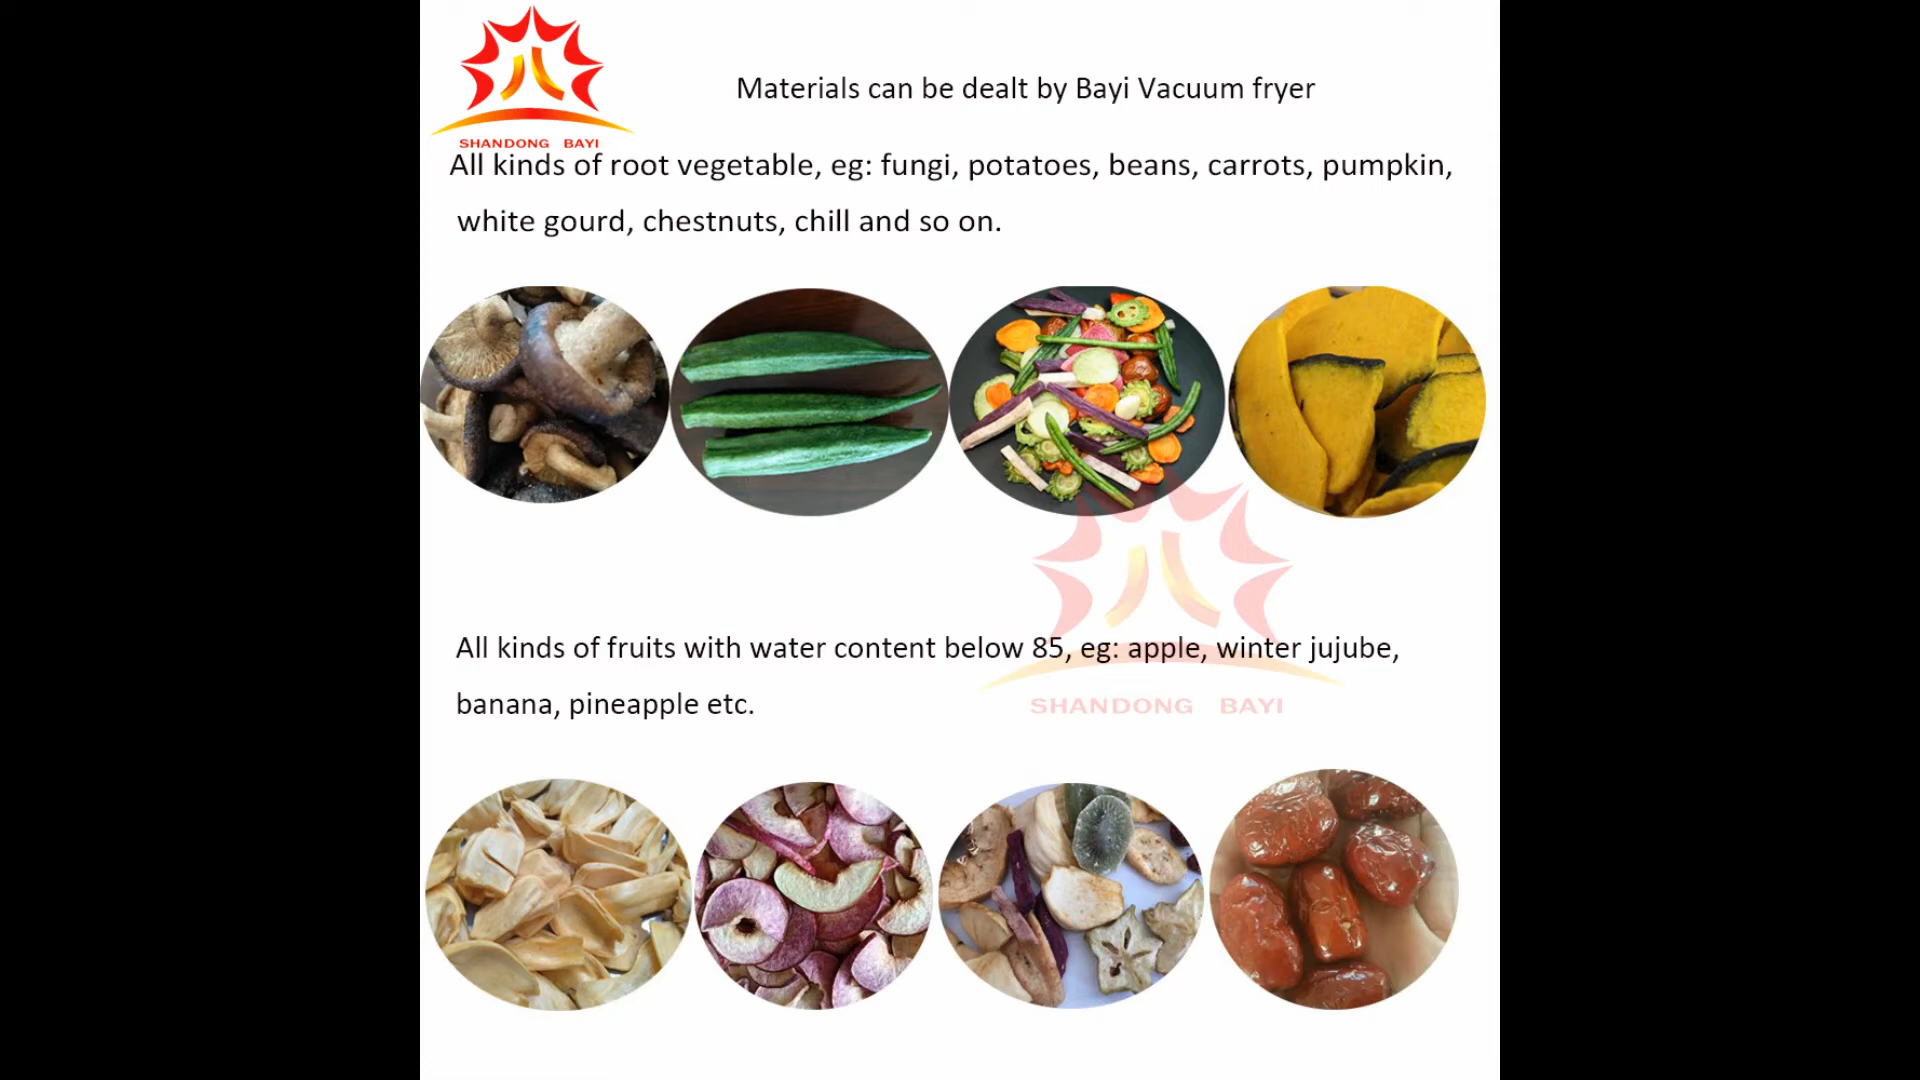 八
SHANDONG BAYI
Materials can be dealt by Bayi Vacuum fryer
All kinds of root vegetable, eg: fungi, potatoes, beans, carrots, pumpkin,
white gourd, chestnuts, chill and so on.
八
All kinds of fruits with water content below 85, eg: apple, winter jujube,
banana, pineapple etc.
SHANDONG BAYI